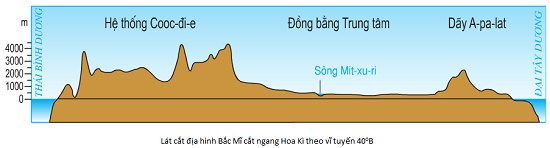 Hệ thống Cooc-đi-e
Đồng bằng Trung tâm
Dãy A-pa-lat
m
4000
3000
2000
1000
0
THÁI BÌNH DƯƠNG
Sông Mit-xu-ri
ĐẠI TÂY DƯƠNG
Lát cắt địa hình Bắc Mĩ cắt ngang Hoa Kì theo vĩ tuyến 40⁰B